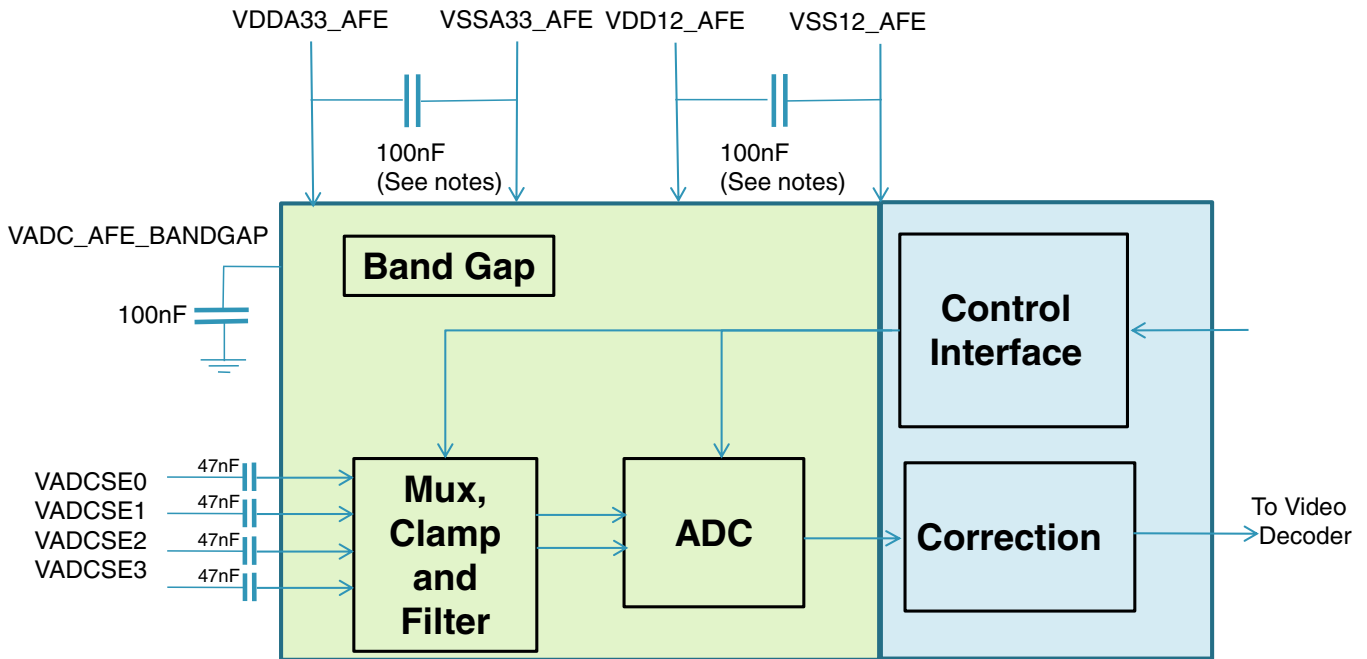 VDDA33_AFE
VSSA33_AFE
VDD12_AFE
VSS12_AFE
100nF
(See notes)
100nF
(See notes)
VADC_AFE_BANDGAP
100nF
Band Gap
Control
Interface
VADCSE0
47nF
VADCSE1
47nF
VADCSE2
47nF
VADCSE3
47nF
Mux,
Clamp
and
Filter
ADC
Correction
To Video
Decoder